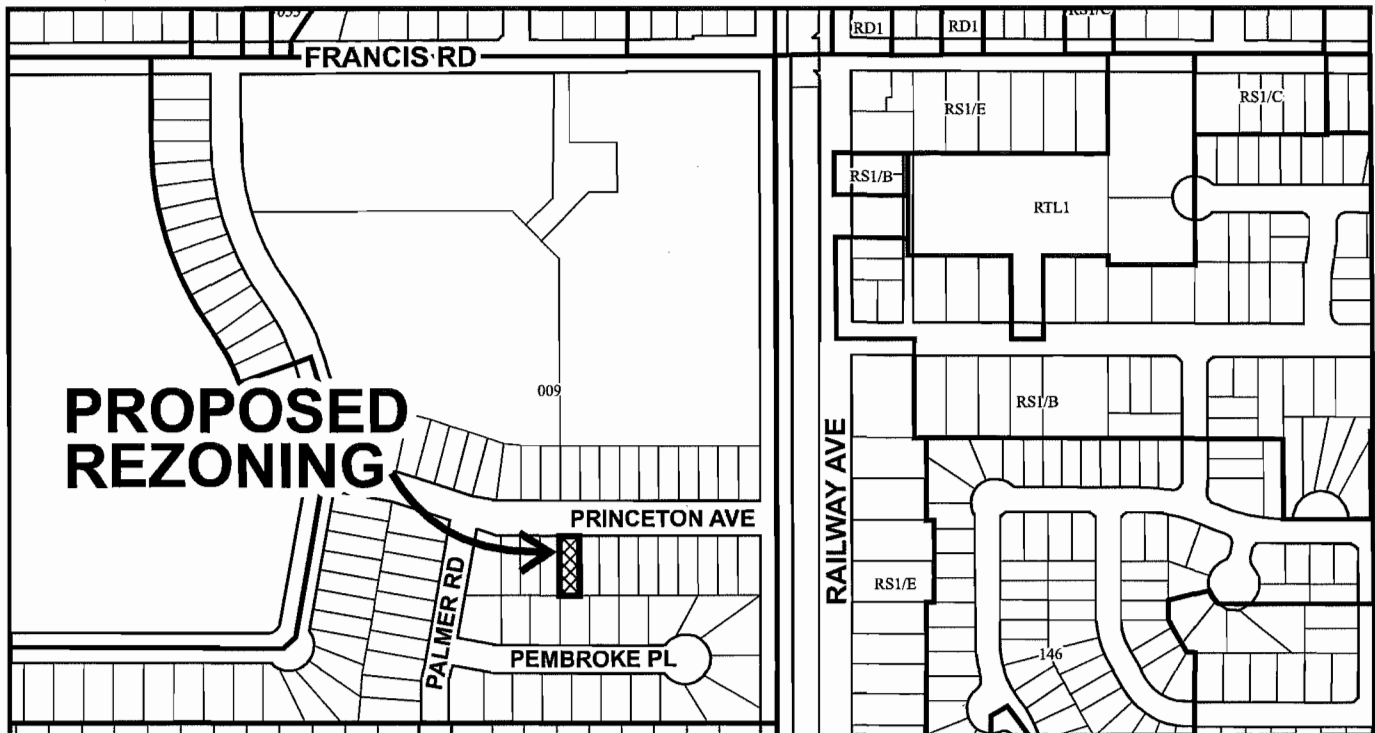 RD1
RD1
FRANCIS RD
RS1/E
RS1/C
RS1/B
RTL1
009
PROPOSED
REZONING
RS1/B
PRINCETON AVE
RAILWAY AVE
PALMER RD
RS1/E
PEMBROKE PL
146